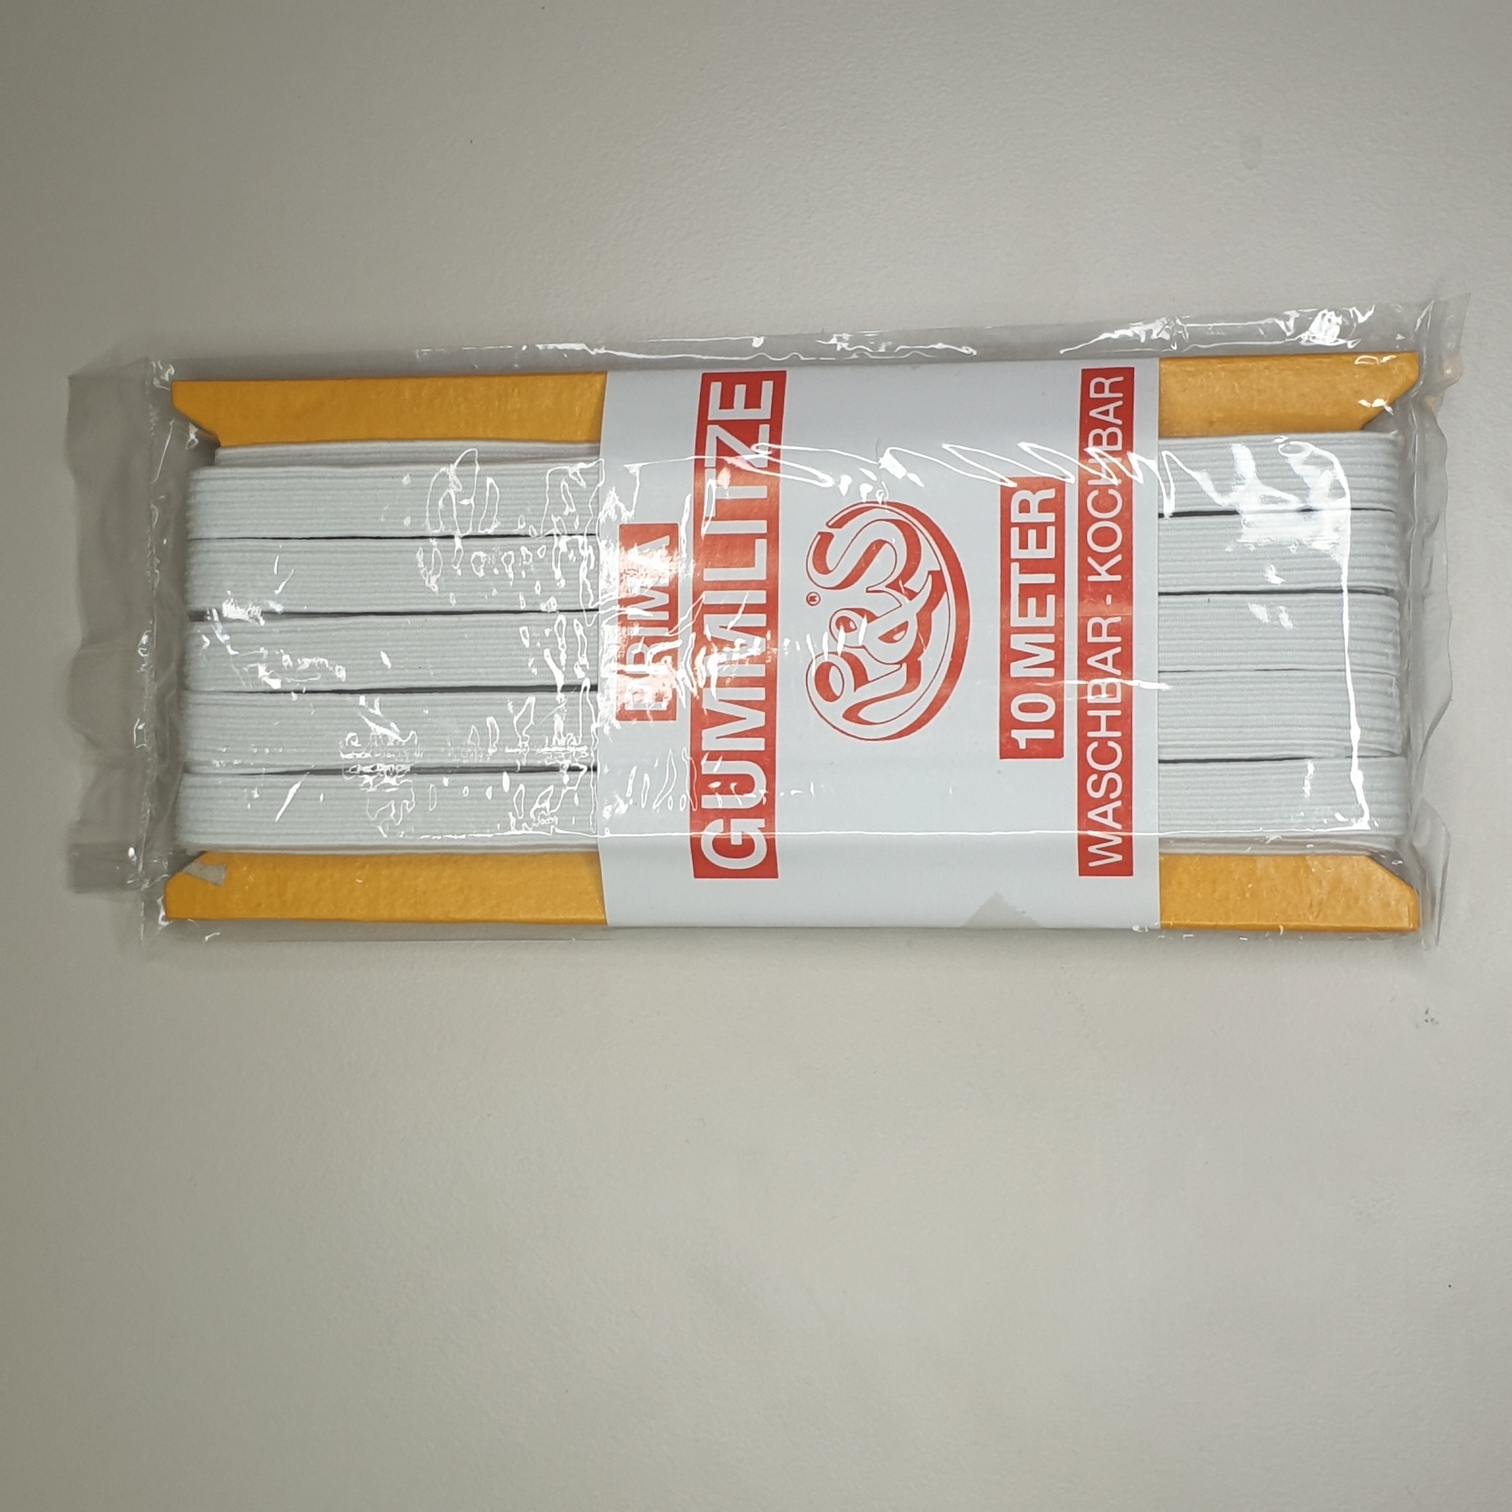 PRIMA
GUMMILITZE
R&S
®
10 METER
WASCHBAR - KOCHBAR